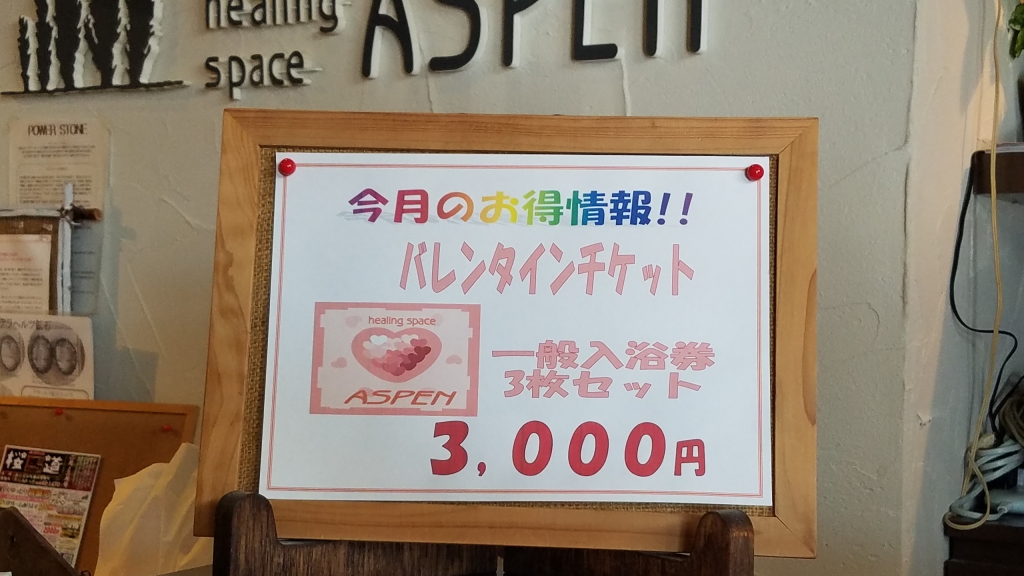 healing
space
ASPEN
POWER STONE
今月のお得情報!!
バレンタインチケット
healing space
ASPEN
一般入浴券
3枚セット
3,000円